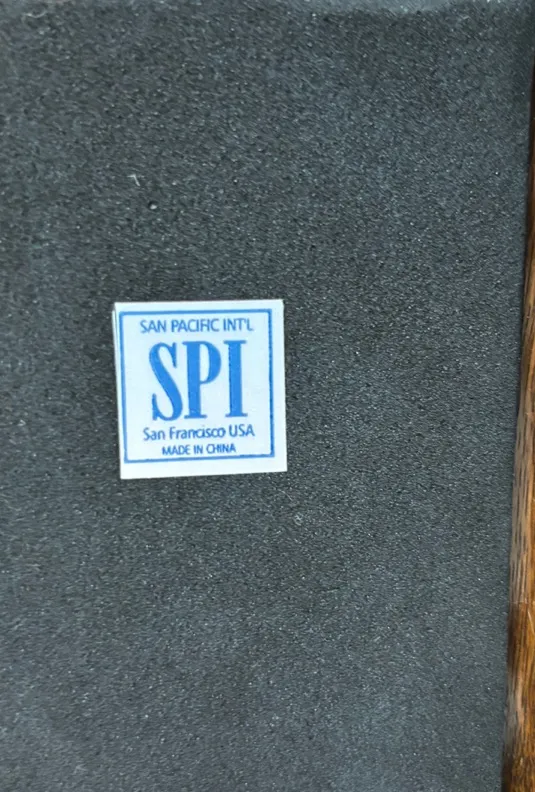 SAN PACIFIC INT'L
SPI
San Francisco USA
MADE IN CHINA